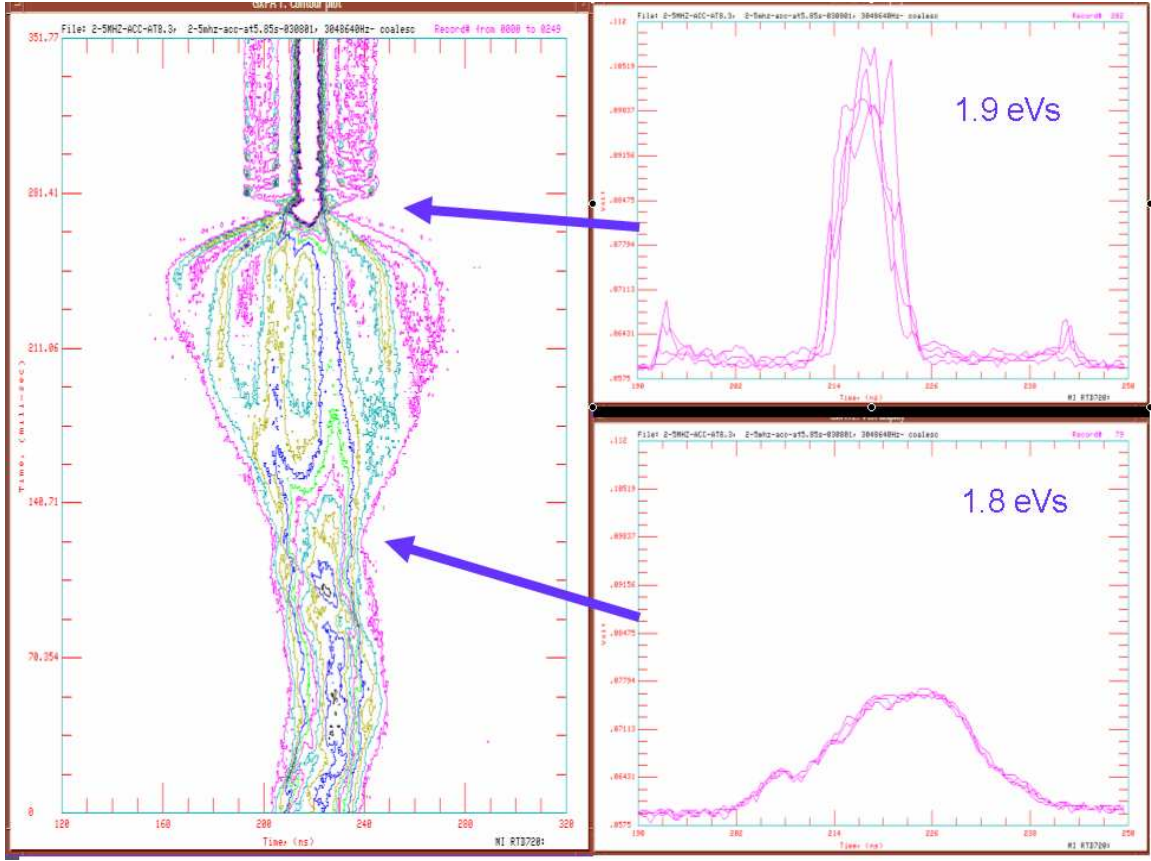 GXPAT. Contour plot
File: 2-5MHZ-ACC-AT8.3, 2-5mhz-acc-at5.85s-030801, 3048640Hz- coalesc Record# from 0000 to 0249
351.77
281.41
211.06
140.71
70.354
0
Time, (mili-sec)
120 160 200 240 280 320
Time, (ns)
MI RTD720:
File: 2-5MHZ-ACC-AT8.3, 2-5mhz-acc-at5.85s-030801, 3048640Hz- coalesc Record# 202
.112
.10519
.09837
.09156
.08475
.07794
.07113
.06431
.0575
Volt
1.9 eVs
190 202 214 226 238 250
Time, (ns)
MI RTD720:
File: 2-5MHZ-ACC-AT8.3, 2-5mhz-acc-at5.85s-030801, 3048640Hz- coalesc Record# 79
.112
.10519
.09837
.09156
.08475
.07794
.07113
.06431
.0575
Volt
1.8 eVs
190 202 214 226 238 250
Time, (ns)
MI RTD720: